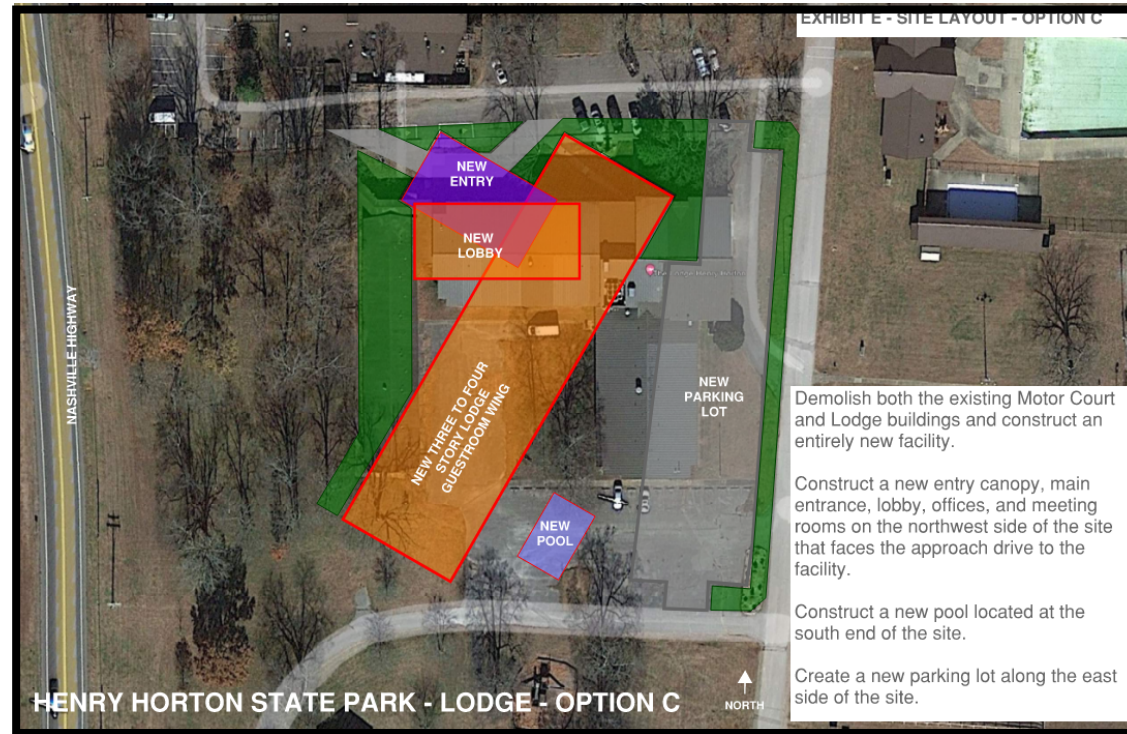 EXHIBIT E - SITE LAYOUT - OPTION C
NEW
ENTRY
NEW
LOBBY
NASHVILLE HIGHWAY
NEW THREE TO FOUR
STORY LODGE
GUESTROOM WING
NEW
PARKING
LOT
NEW
POOL
Demolish both the existing Motor Court
and Lodge buildings and construct an
entirely new facility.
Construct a new entry canopy, main
entrance, lobby, offices, and meeting
rooms on the northwest side of the site
that faces the approach drive to the
facility.
Construct a new pool located at the
south end of the site.
Create a new parking lot along the east
side of the site.
HENRY HORTON STATE PARK - LODGE - OPTION C
NORTH